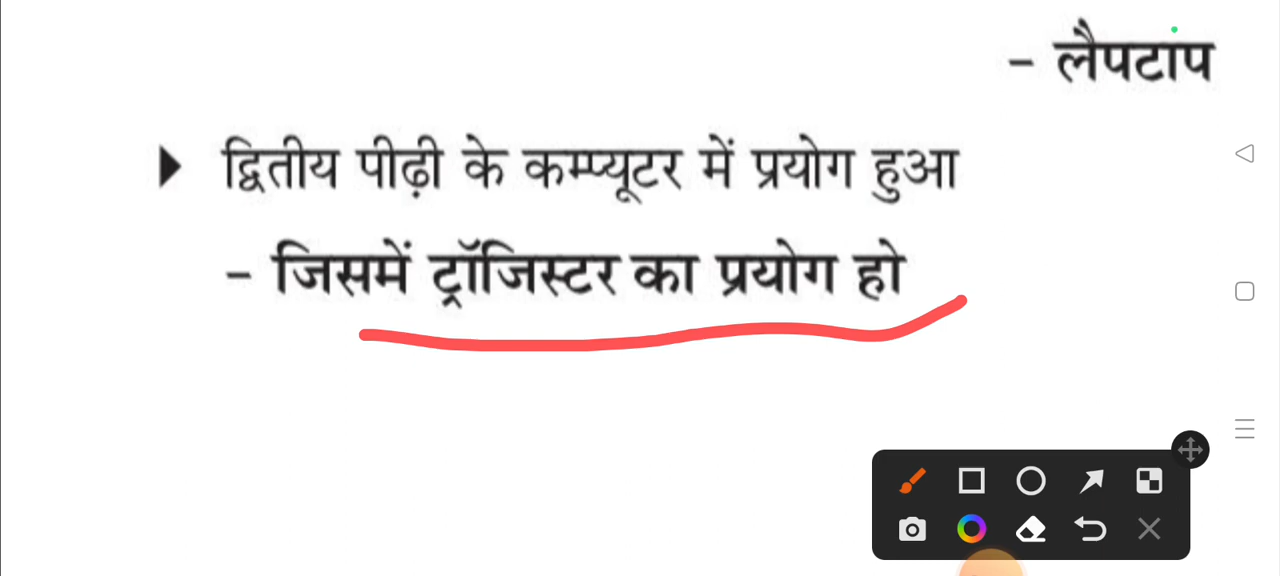 - लैपटॉप
▶ द्वितीय पीढ़ी के कम्प्यूटर में प्रयोग हुआ
- जिसमें ट्रॉजिस्टर का प्रयोग हो